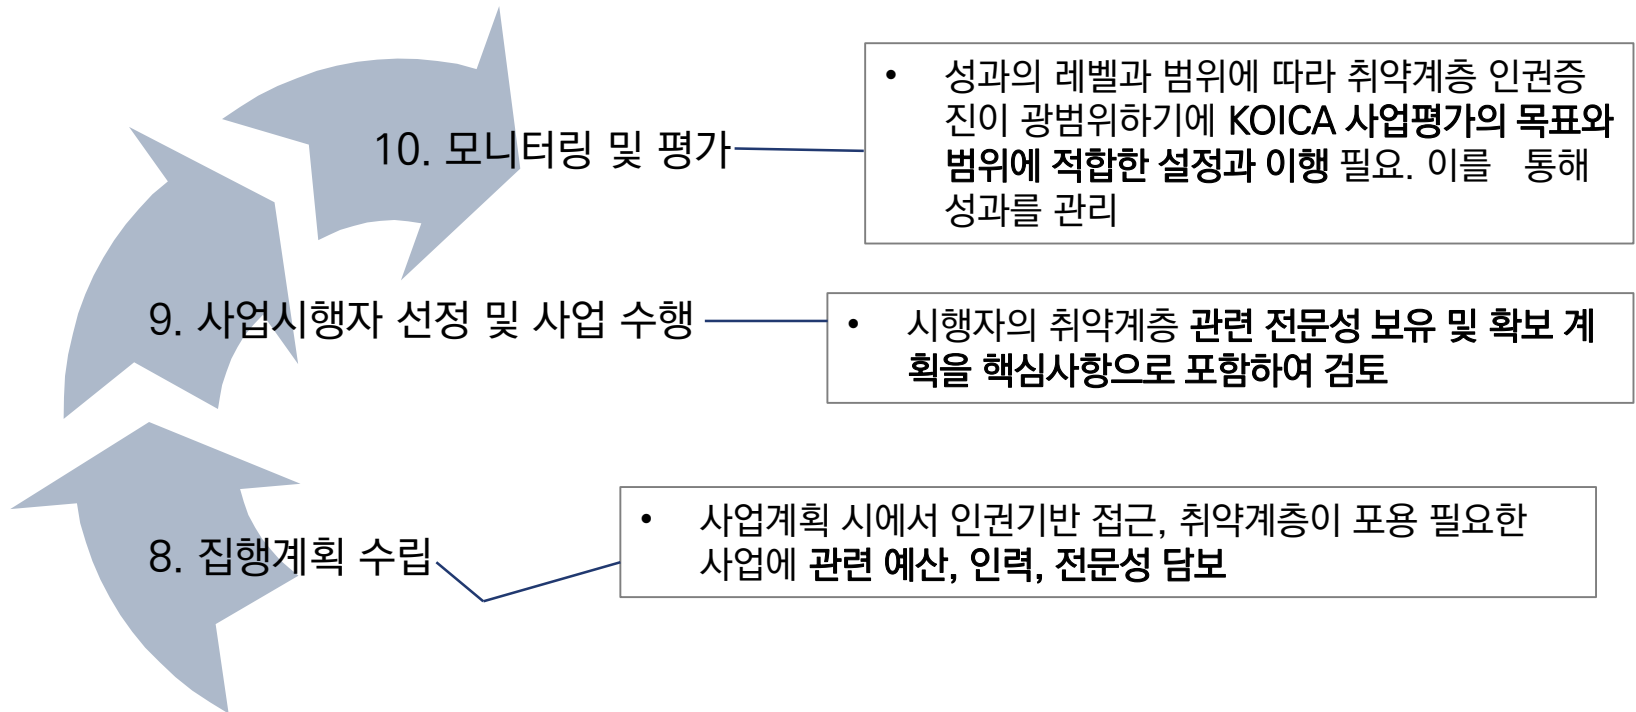 10. 모니터링 및 평가
• 성과의 레벨과 범위에 따라 취약계층 인권증
진이 광범위하기에 KOICA 사업평가의 목표와
범위에 적합한 설정과 이행 필요. 이를 통해
성과를 관리
9. 사업시행자 선정 및 사업 수행
• 시행자의 취약계층 관련 전문성 보유 및 확보 계
획을 핵심사항으로 포함하여 검토
8. 집행계획 수립
• 사업계획 시에서 인권기반 접근, 취약계층이 포용 필요한
사업에 관련 예산, 인력, 전문성 담보